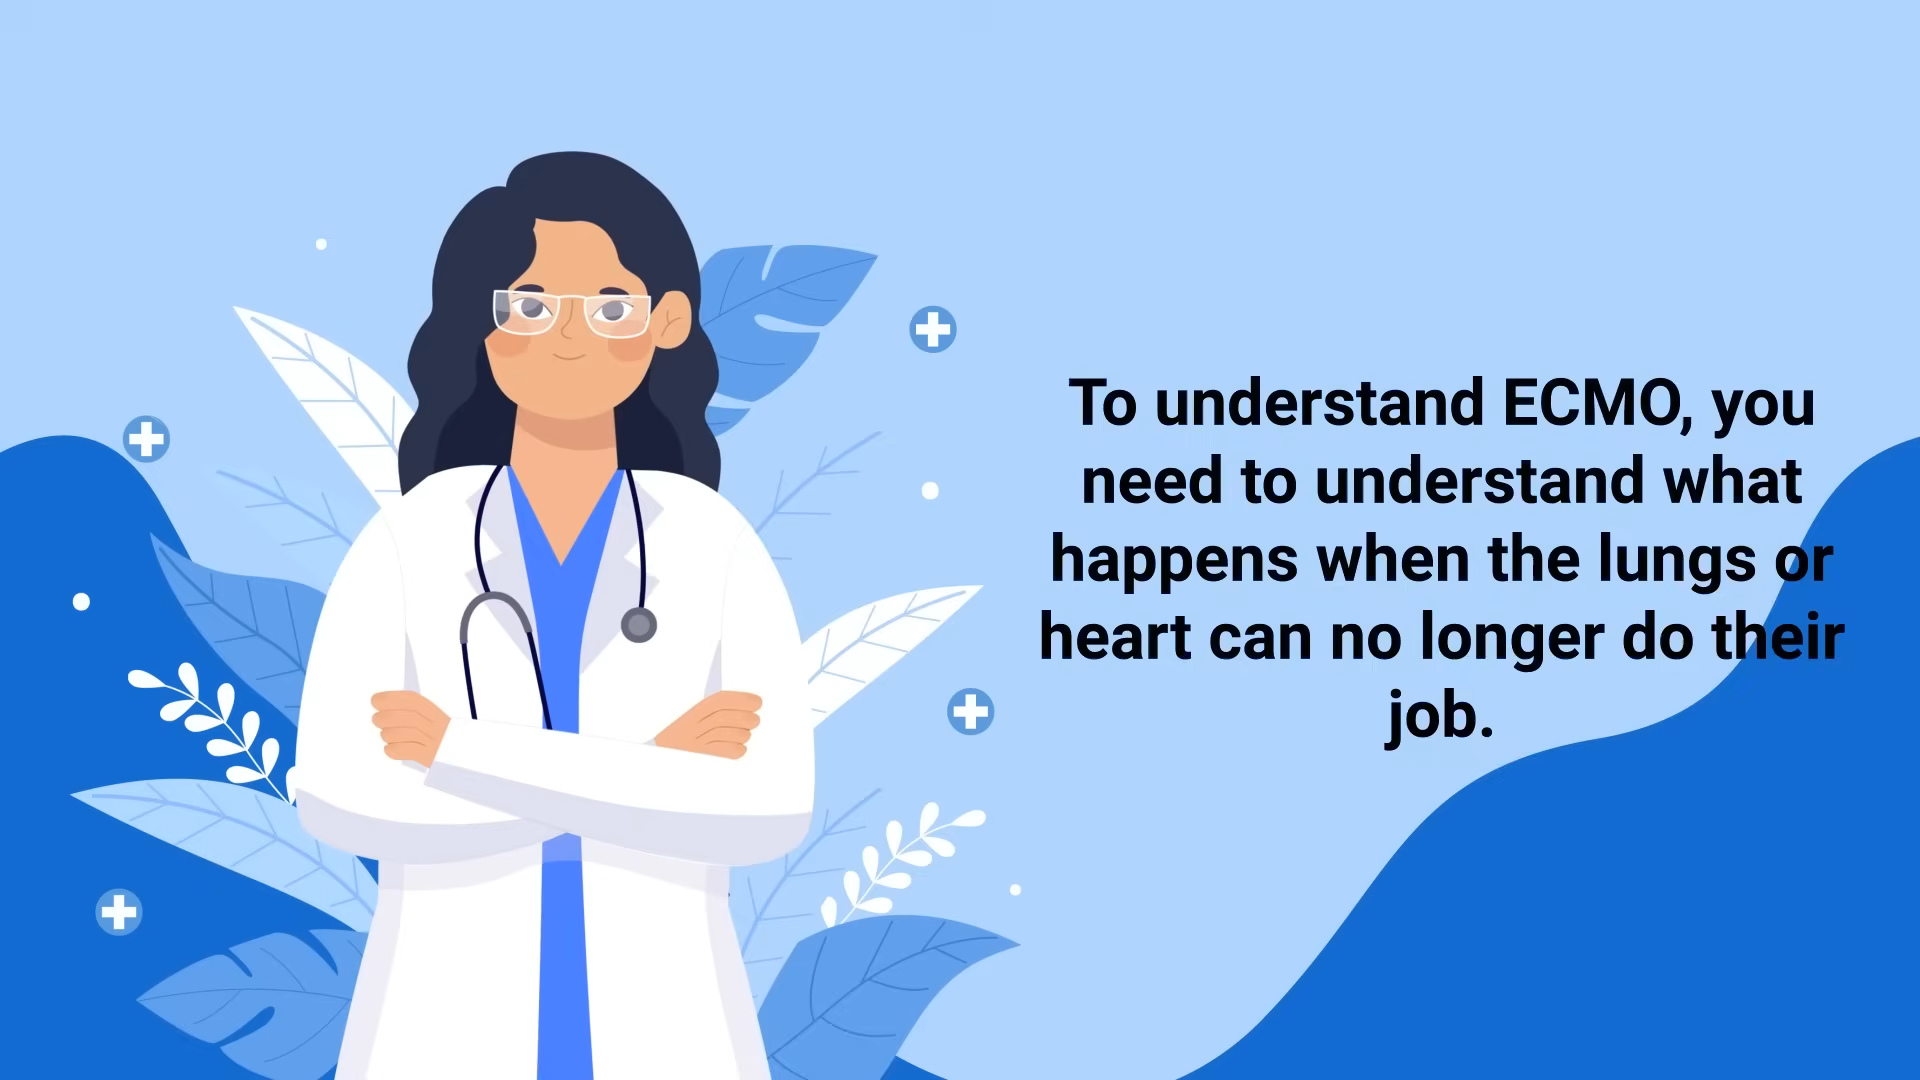 To understand ECMO, you
need to understand what
happens when the lungs or
heart can no longer do their
job.